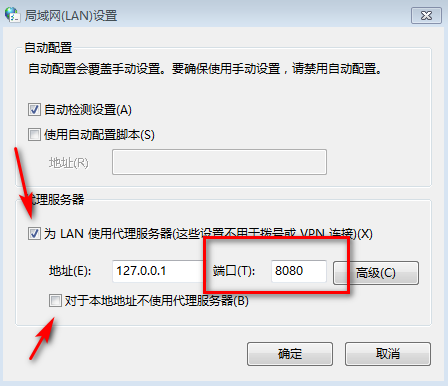 局域网(LAN)设置
自动配置
自动配置会覆盖手动设置。要确保使用手动设置，请禁用自动配置。
自动检测设置(A)
使用自动配置脚本(S)
地址(R)
代理服务器
为 LAN 使用代理服务器(这些设置不用于拨号或 VPN 连接)(X)
地址(E): 127.0.0.1 端口(T): 8080 高级(C)
对于本地地址不使用代理服务器(B)
确定 取消